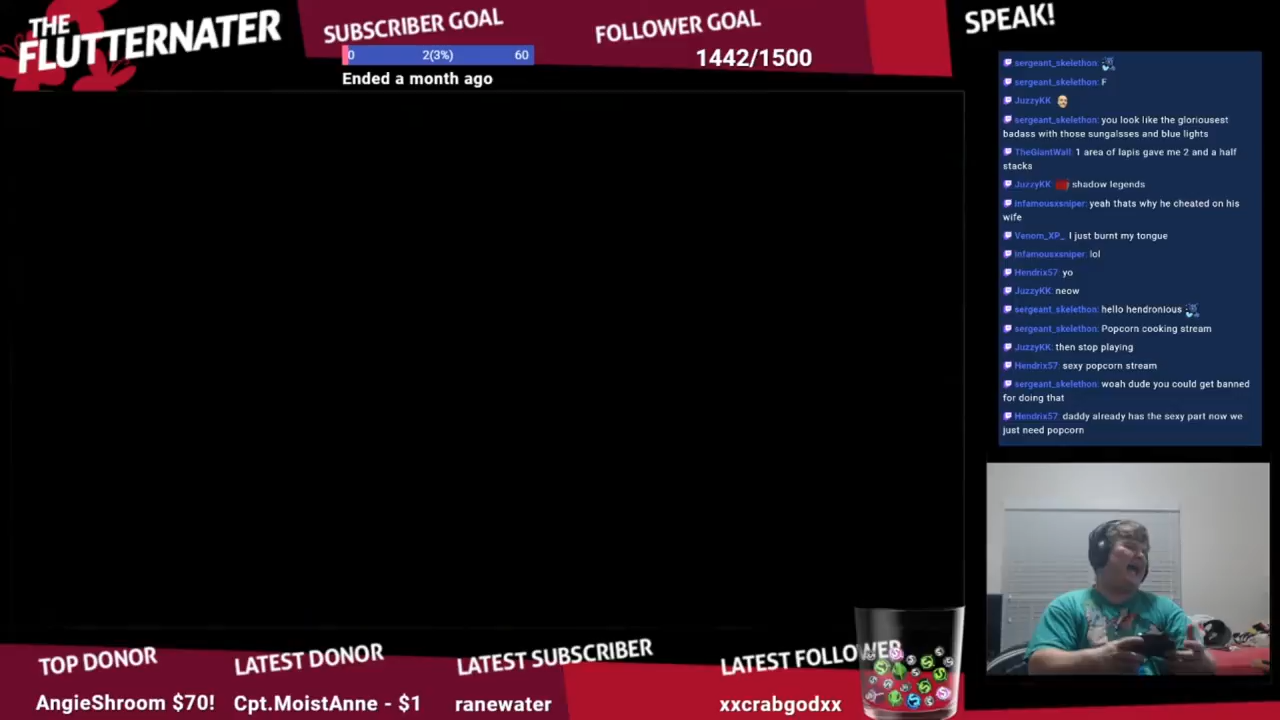 THE
FLUTTERNATER
SUBSCRIBER GOAL
0 2(3%) 60
Ended a month ago
FOLLOWER GOAL
1442/1500
SPEAK!
sergeant_skelethon:
sergeant_skelethon: F
JuzzyKK
sergeant_skelethon: you look like the gloriousest
badass with those sungalsses and blue lights
TheGiantWall: 1 area of lapis gave me 2 and a half
stacks
JuzzyKK shadow legends
infamousxsniper: yeah thats why he cheated on his
wife
Venom_XP_ I just burnt my tongue
infamousxsniper: lol
Hendrix57: yo
JuzzyKK: neow
sergeant_skelethon: hello hendronious
sergeant_skelethon: Popcorn cooking stream
JuzzyKK: then stop playing
Hendrix57: sexy popcorn stream
sergeant_skelethon: woah dude you could get banned
for doing that
Hendrix57: daddy already has the sexy part now we
just need popcorn
TOP DONOR
AngieShroom $70!
LATEST DONOR
Cpt.MoistAnne - $1
LATEST SUBSCRIBER
ranewater
LATEST FOLLOWER
xxcrabgodxx